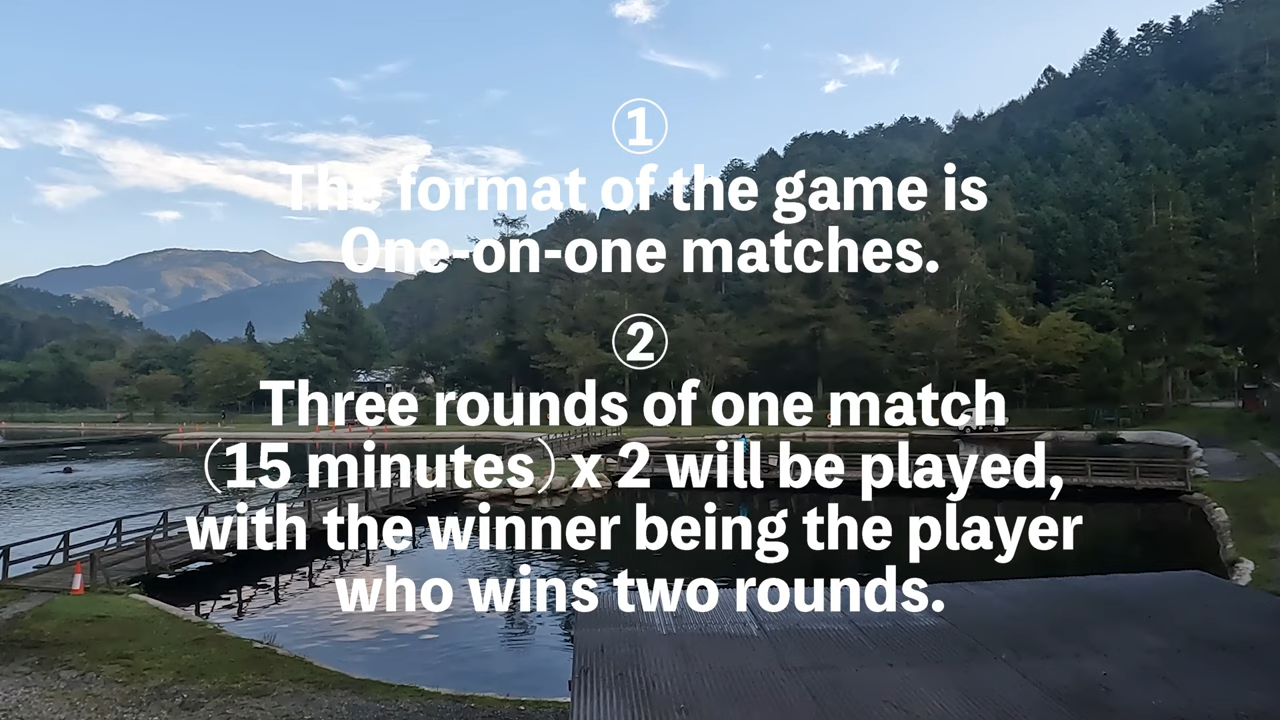 ①
The format of the game is
One-on-one matches.
②
Three rounds of one match
（15 minutes）x 2 will be played,
with the winner being the player
who wins two rounds.